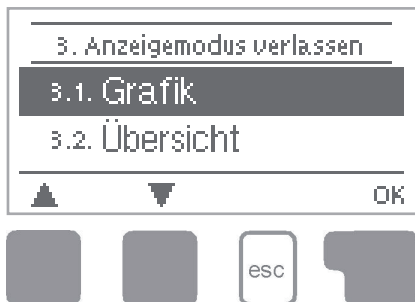 3. Anzeigemodus verlassen
3.1. Grafik
3.2. Übersicht
OK
esc